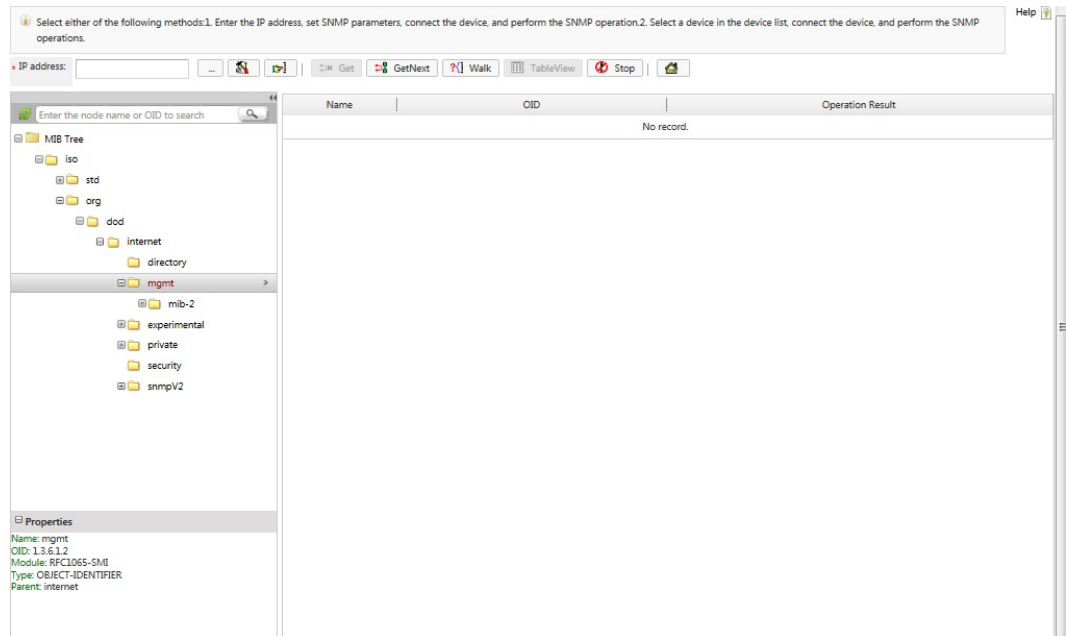 Select either of the following methods:1. Enter the IP address, set SNMP parameters, connect the device, and perform the SNMP operation.2. Select a device in the device list, connect the device, and perform the SNMP
operations.
Help
* IP address:
...
Get
GetNext
Walk
TableView
Stop
Enter the node name or OID to search
Name
OID
Operation Result
No record.
MIB Tree
iso
std
org
dod
internet
directory
mgmt
mib-2
experimental
private
security
snmpV2
Properties
Name: mgmt
OID: 1.3.6.1.2
Module: RFC1065-SMI
Type: OBJECT-IDENTIFIER
Parent: internet